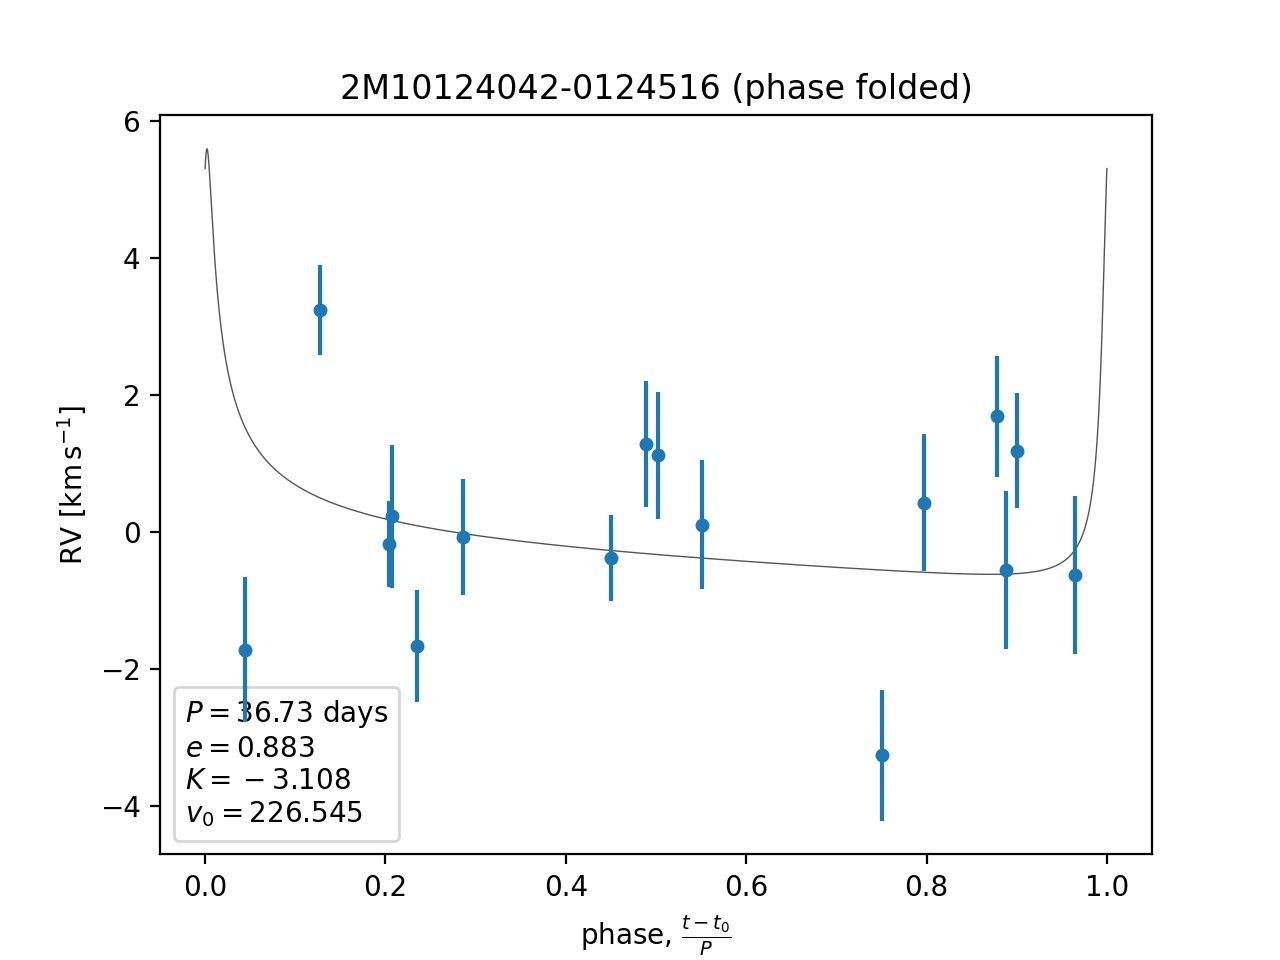 2M10124042-0124516 (phase folded)
6
4
2
0
−2
−4
RV [km s⁻¹]
P = 36.73 days
e = 0.883
K = − 3.108
v₀ = 226.545
0.0 0.2 0.4 0.6 0.8 1.0
phase, (t − t₀)/P